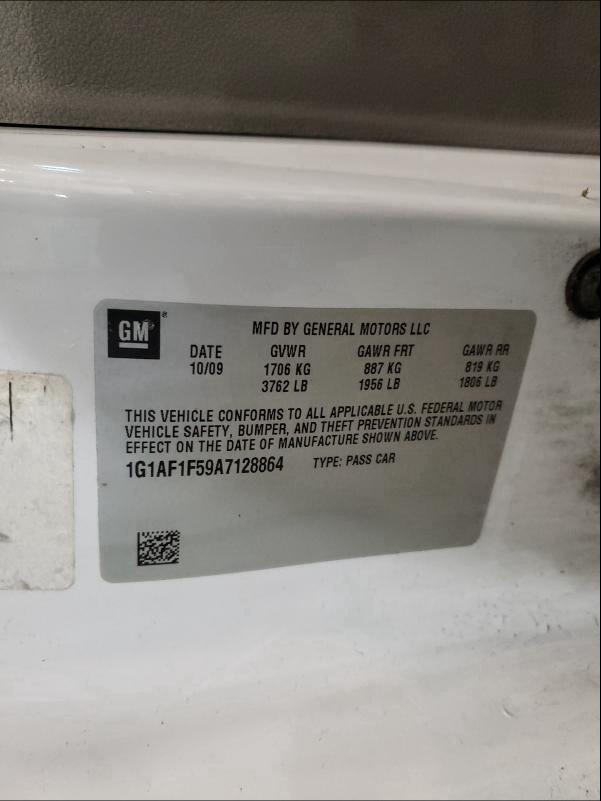 GM ®
MFD BY GENERAL MOTORS LLC
DATE GVWR GAWR FRT GAWR RR
10/09 1706 KG 887 KG 819 KG
3762 LB 1956 LB 1806 LB
THIS VEHICLE CONFORMS TO ALL APPLICABLE U.S. FEDERAL MOTOR
VEHICLE SAFETY, BUMPER, AND THEFT PREVENTION STANDARDS IN
EFFECT ON THE DATE OF MANUFACTURE SHOWN ABOVE.
1G1AF1F59A7128864 TYPE: PASS CAR